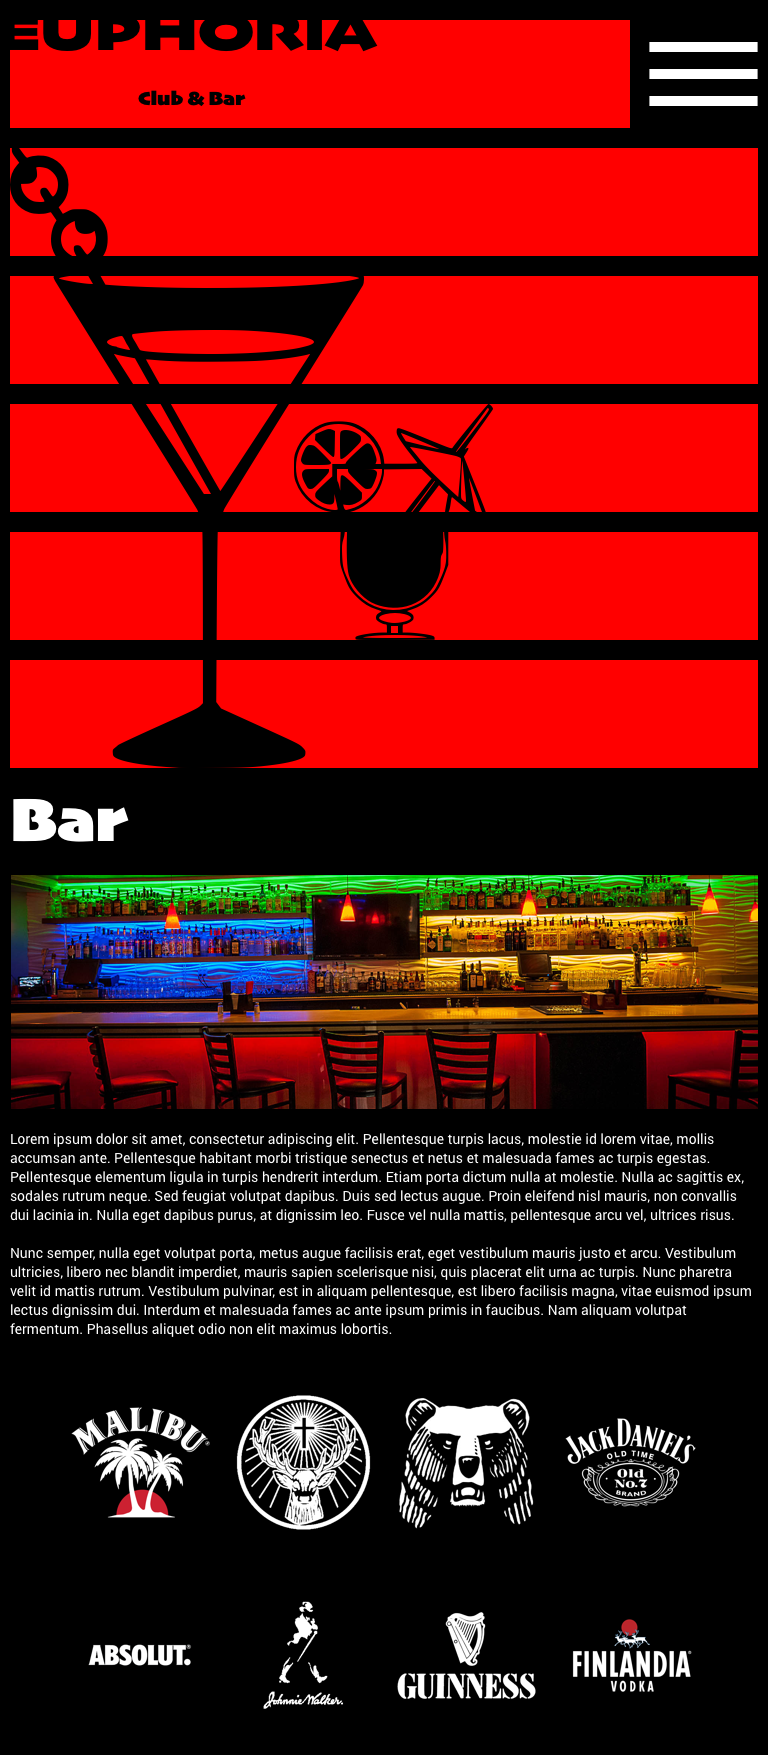 EUPHORIA
Club & Bar
Bar
Lorem ipsum dolor sit amet, consectetur adipiscing elit. Pellentesque turpis lacus, molestie id lorem vitae, mollis
accumsan ante. Pellentesque habitant morbi tristique senectus et netus et malesuada fames ac turpis egestas.
Pellentesque elementum ligula in turpis hendrerit interdum. Etiam porta dictum nulla at molestie. Nulla ac sagittis ex,
sodales rutrum neque. Sed feugiat volutpat dapibus. Duis sed lectus augue. Proin eleifend nisl mauris, non convallis
dui lacinia in. Nulla eget dapibus purus, at dignissim leo. Fusce vel nulla mattis, pellentesque arcu vel, ultrices risus.
Nunc semper, nulla eget volutpat porta, metus augue facilisis erat, eget vestibulum mauris justo et arcu. Vestibulum
ultricies, libero nec blandit imperdiet, mauris sapien scelerisque nisi, quis placerat elit urna ac turpis. Nunc pharetra
velit id mattis rutrum. Vestibulum pulvinar, est in aliquam pellentesque, est libero facilisis magna, vitae euismod ipsum
lectus dignissim dui. Interdum et malesuada fames ac ante ipsum primis in faucibus. Nam aliquam volutpat
fermentum. Phasellus aliquet odio non elit maximus lobortis.
MALIBU®
JACK DANIEL'S
OLD TIME
Old
No.7
BRAND
ABSOLUT.®
Johnnie Walker.
GUINNESS
FINLANDIA®
VODKA